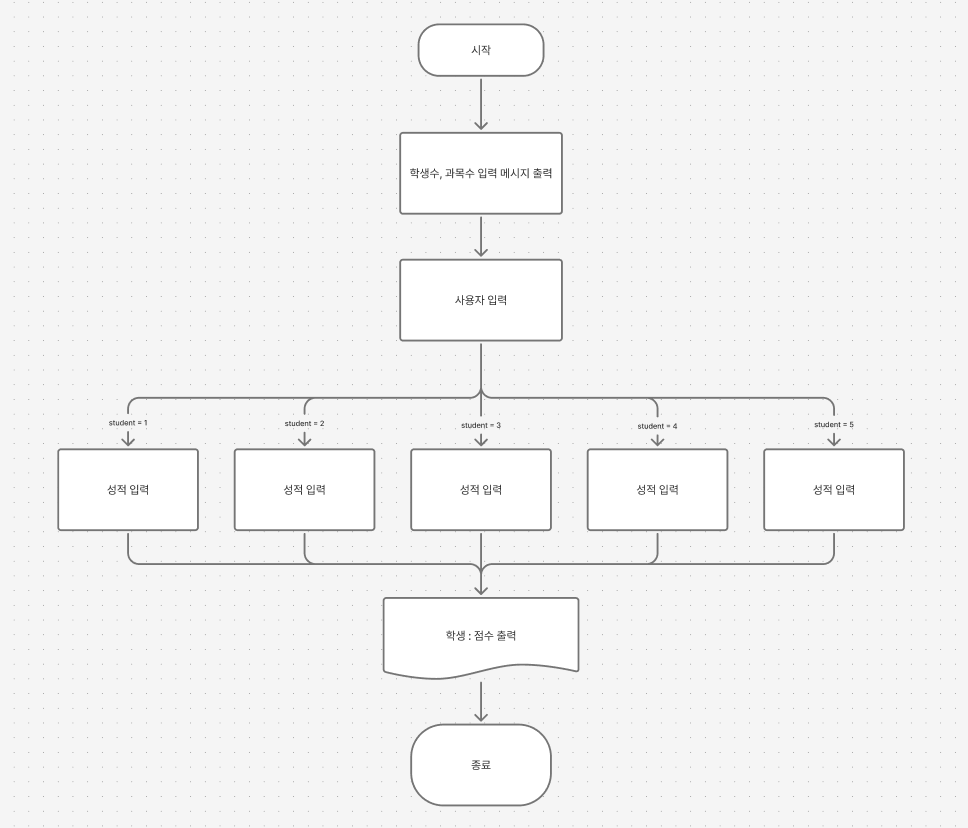 시작
학생수, 과목수 입력 메시지 출력
사용자 입력
student = 1
student = 2
student = 3
student = 4
student = 5
성적 입력
성적 입력
성적 입력
성적 입력
성적 입력
학생 : 점수 출력
종료